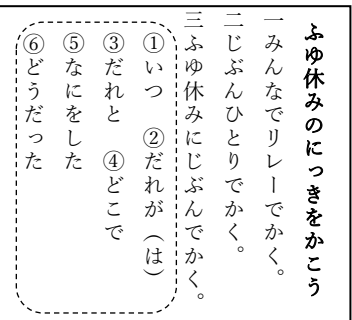 ふゆ休みのにっきをかこう
一みんなでリレーでかく。
二じぶんひとりでかく。
三ふゆ休みにじぶんでかく。
①いつ　②だれが（は）
③だれと　④どこで
⑤なにをした
⑥どうだった